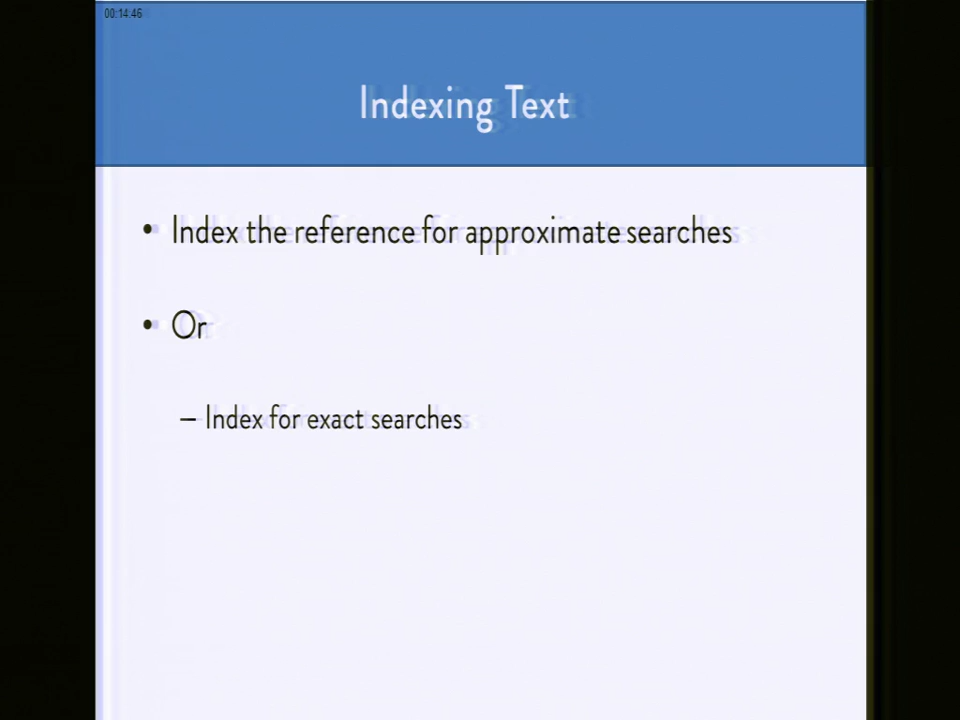 00:14.46
Indexing Text
• Index the reference for approximate searches
• Or
– Index for exact searches